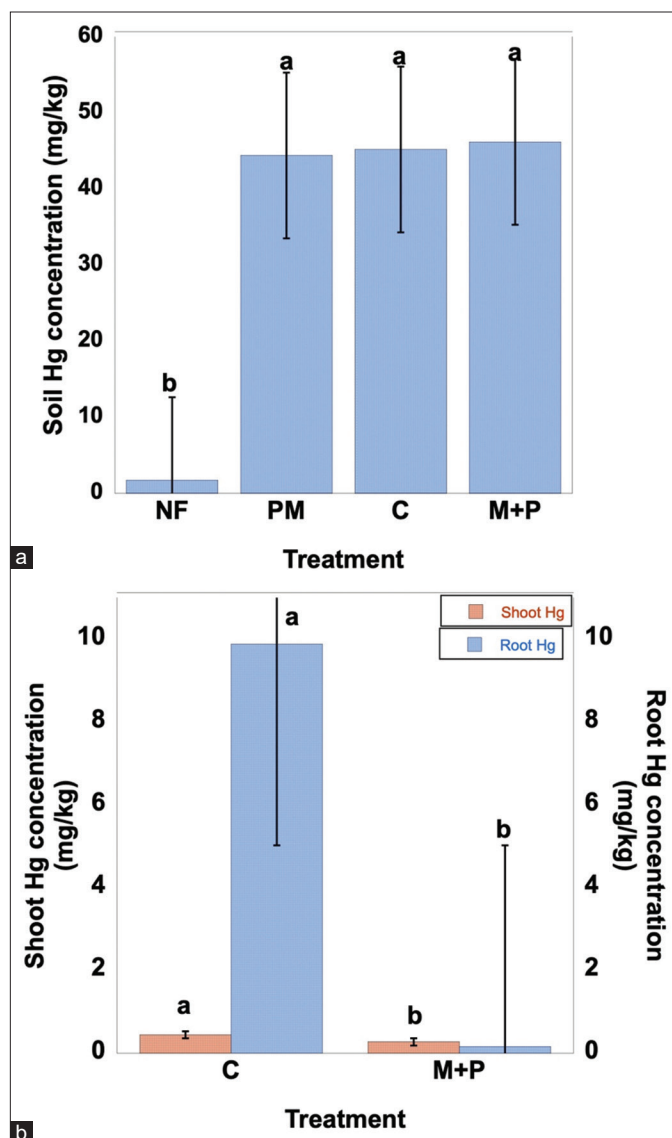 Soil Hg concentration (mg/kg)
60
50
40
30
20
10
0
a
a
a
b
NF PM C M+P
Treatment
a
Shoot Hg concentration
(mg/kg)
10
8
6
4
2
0
Shoot Hg
Root Hg
a
b
a
b
10
8
6
4
2
0
Root Hg concentration
(mg/kg)
C M+P
Treatment
b